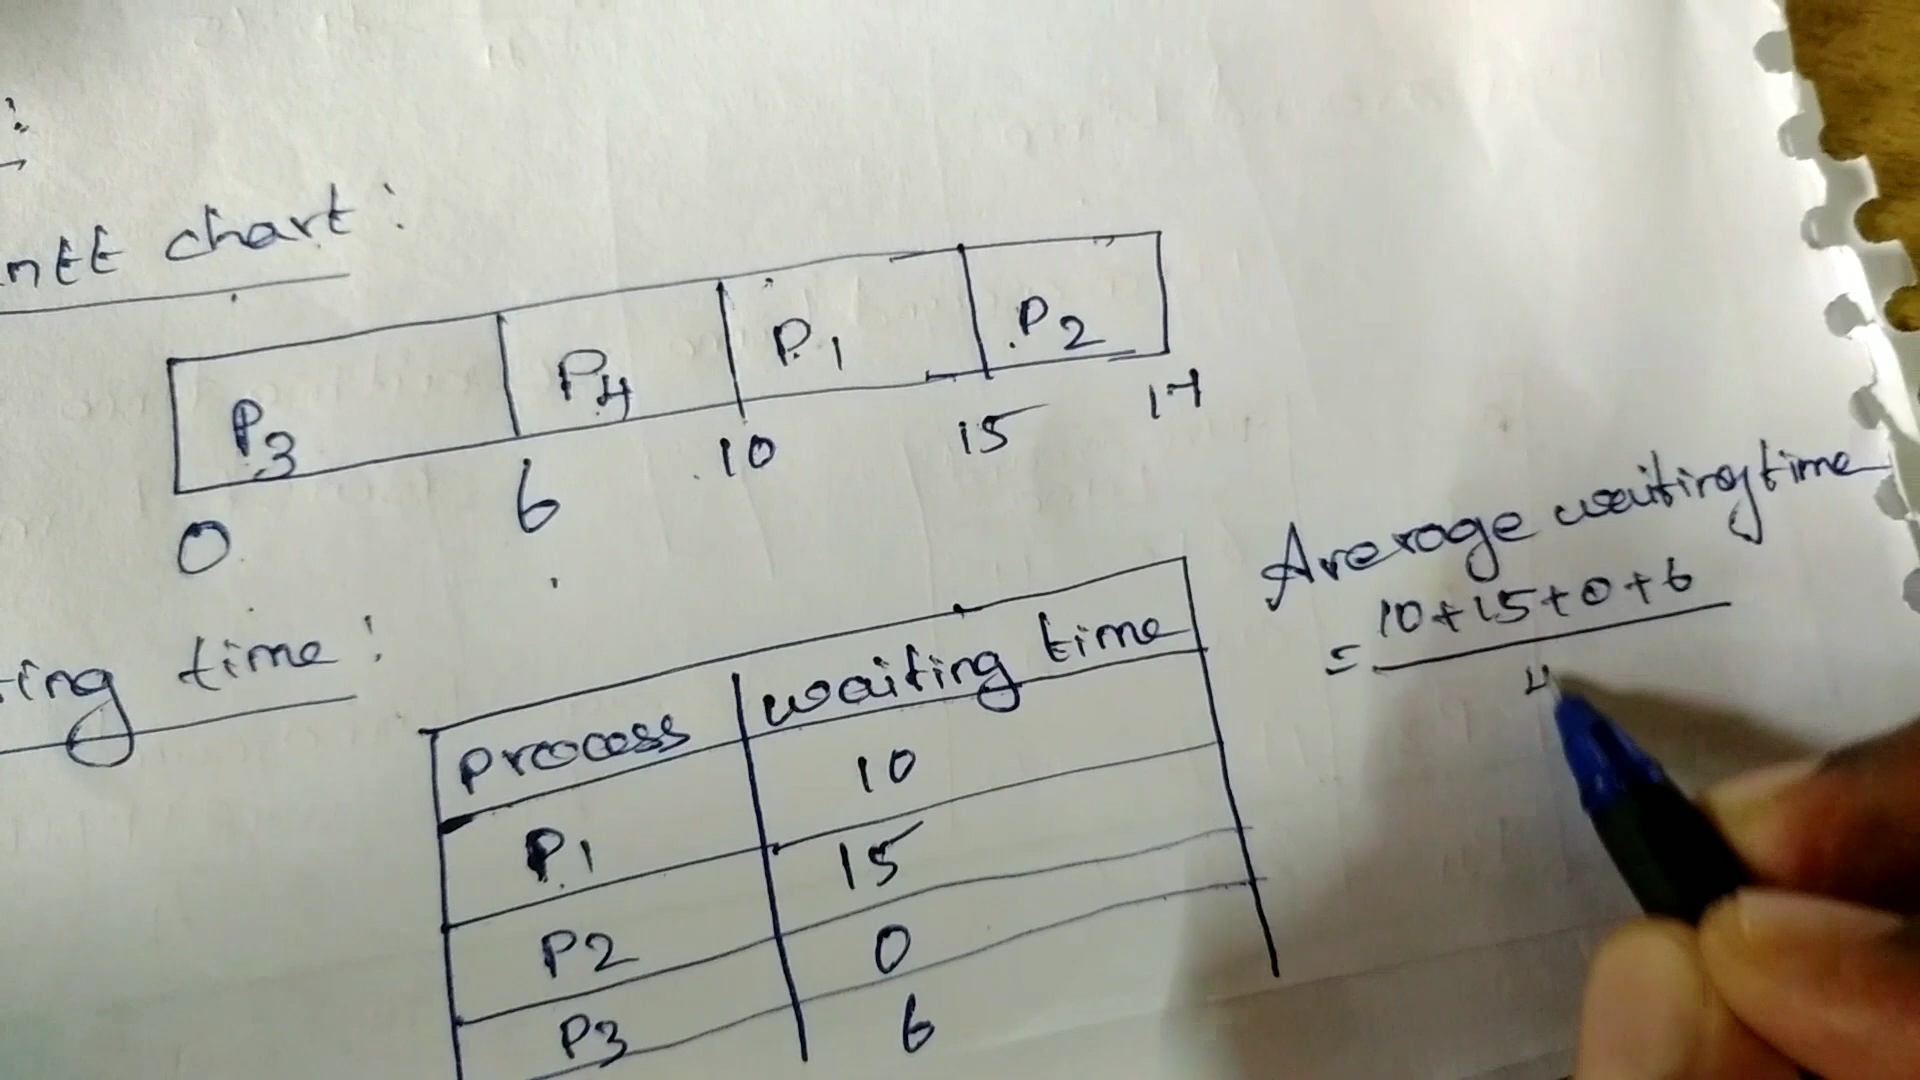 :
ntt chart:
P3 P4 P1 P2
0 6 10 15 17
Average waiting time
= 10+15+0+6
4
ing time:
process waiting time
10
P1 15
P2 0
P3 6